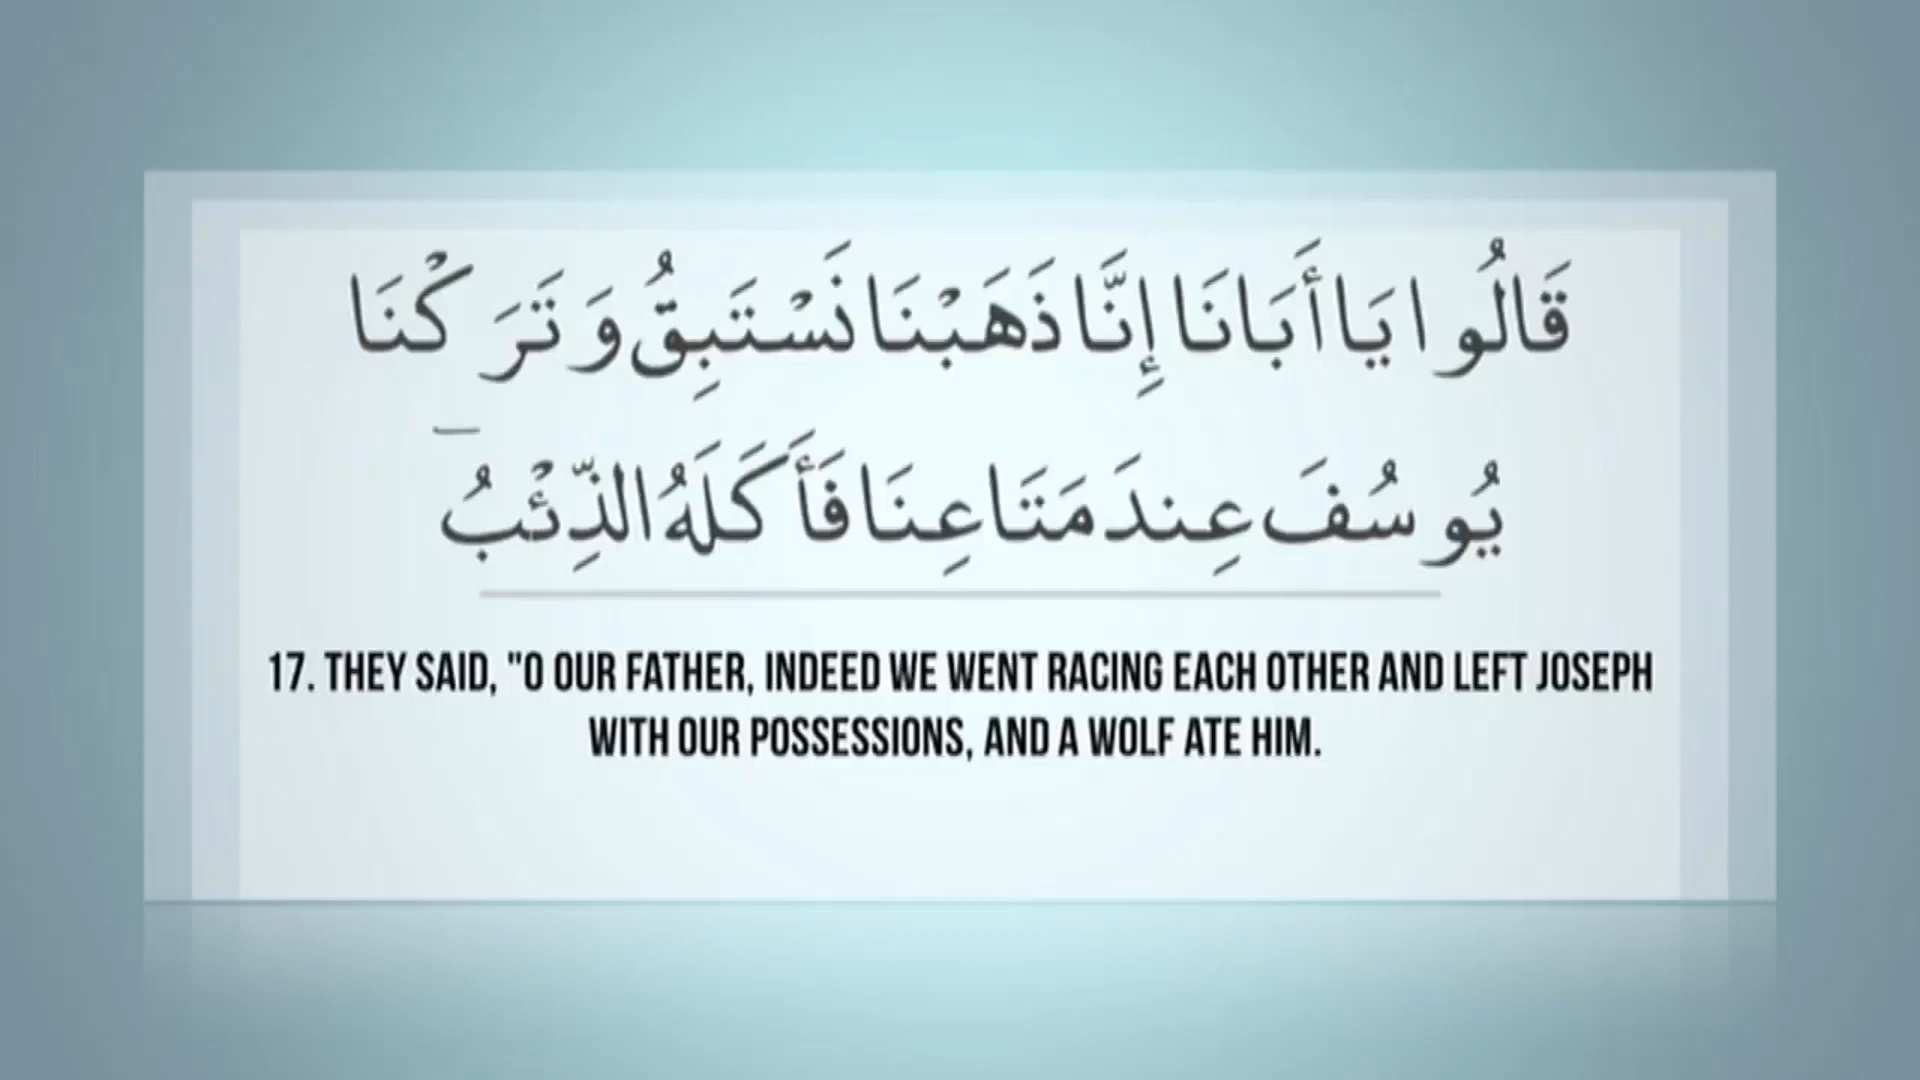 قَالُوا يَا أَبَانَا إِنَّا ذَهَبْنَا نَسْتَبِقُ وَتَرَكْنَا
يُوسُفَ عِندَ مَتَاعِنَا فَأَكَلَهُ الذِّئْبُ ۖ
17. THEY SAID, "O OUR FATHER, INDEED WE WENT RACING EACH OTHER AND LEFT JOSEPH
WITH OUR POSSESSIONS, AND A WOLF ATE HIM.